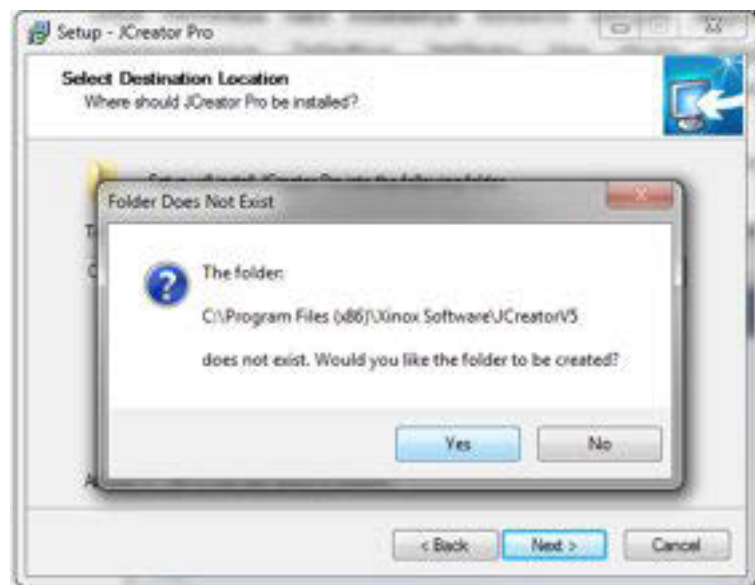 Setup - JCreator Pro
Select Destination Location
Where should JCreator Pro be installed?
Folder Does Not Exist
The folder:
C:\Program Files (x86)\Xinox Software\JCreatorV5
does not exist. Would you like the folder to be created?
Yes
No
< Back
Next >
Cancel